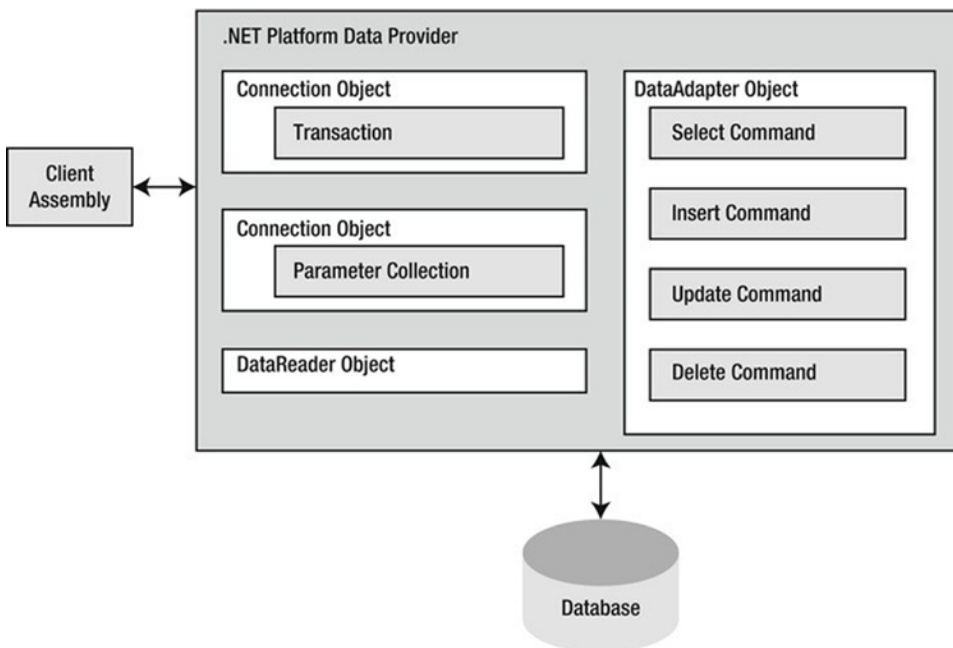 .NET Platform Data Provider
Connection Object
Transaction
Connection Object
Parameter Collection
DataReader Object
DataAdapter Object
Select Command
Insert Command
Update Command
Delete Command
Client
Assembly
Database